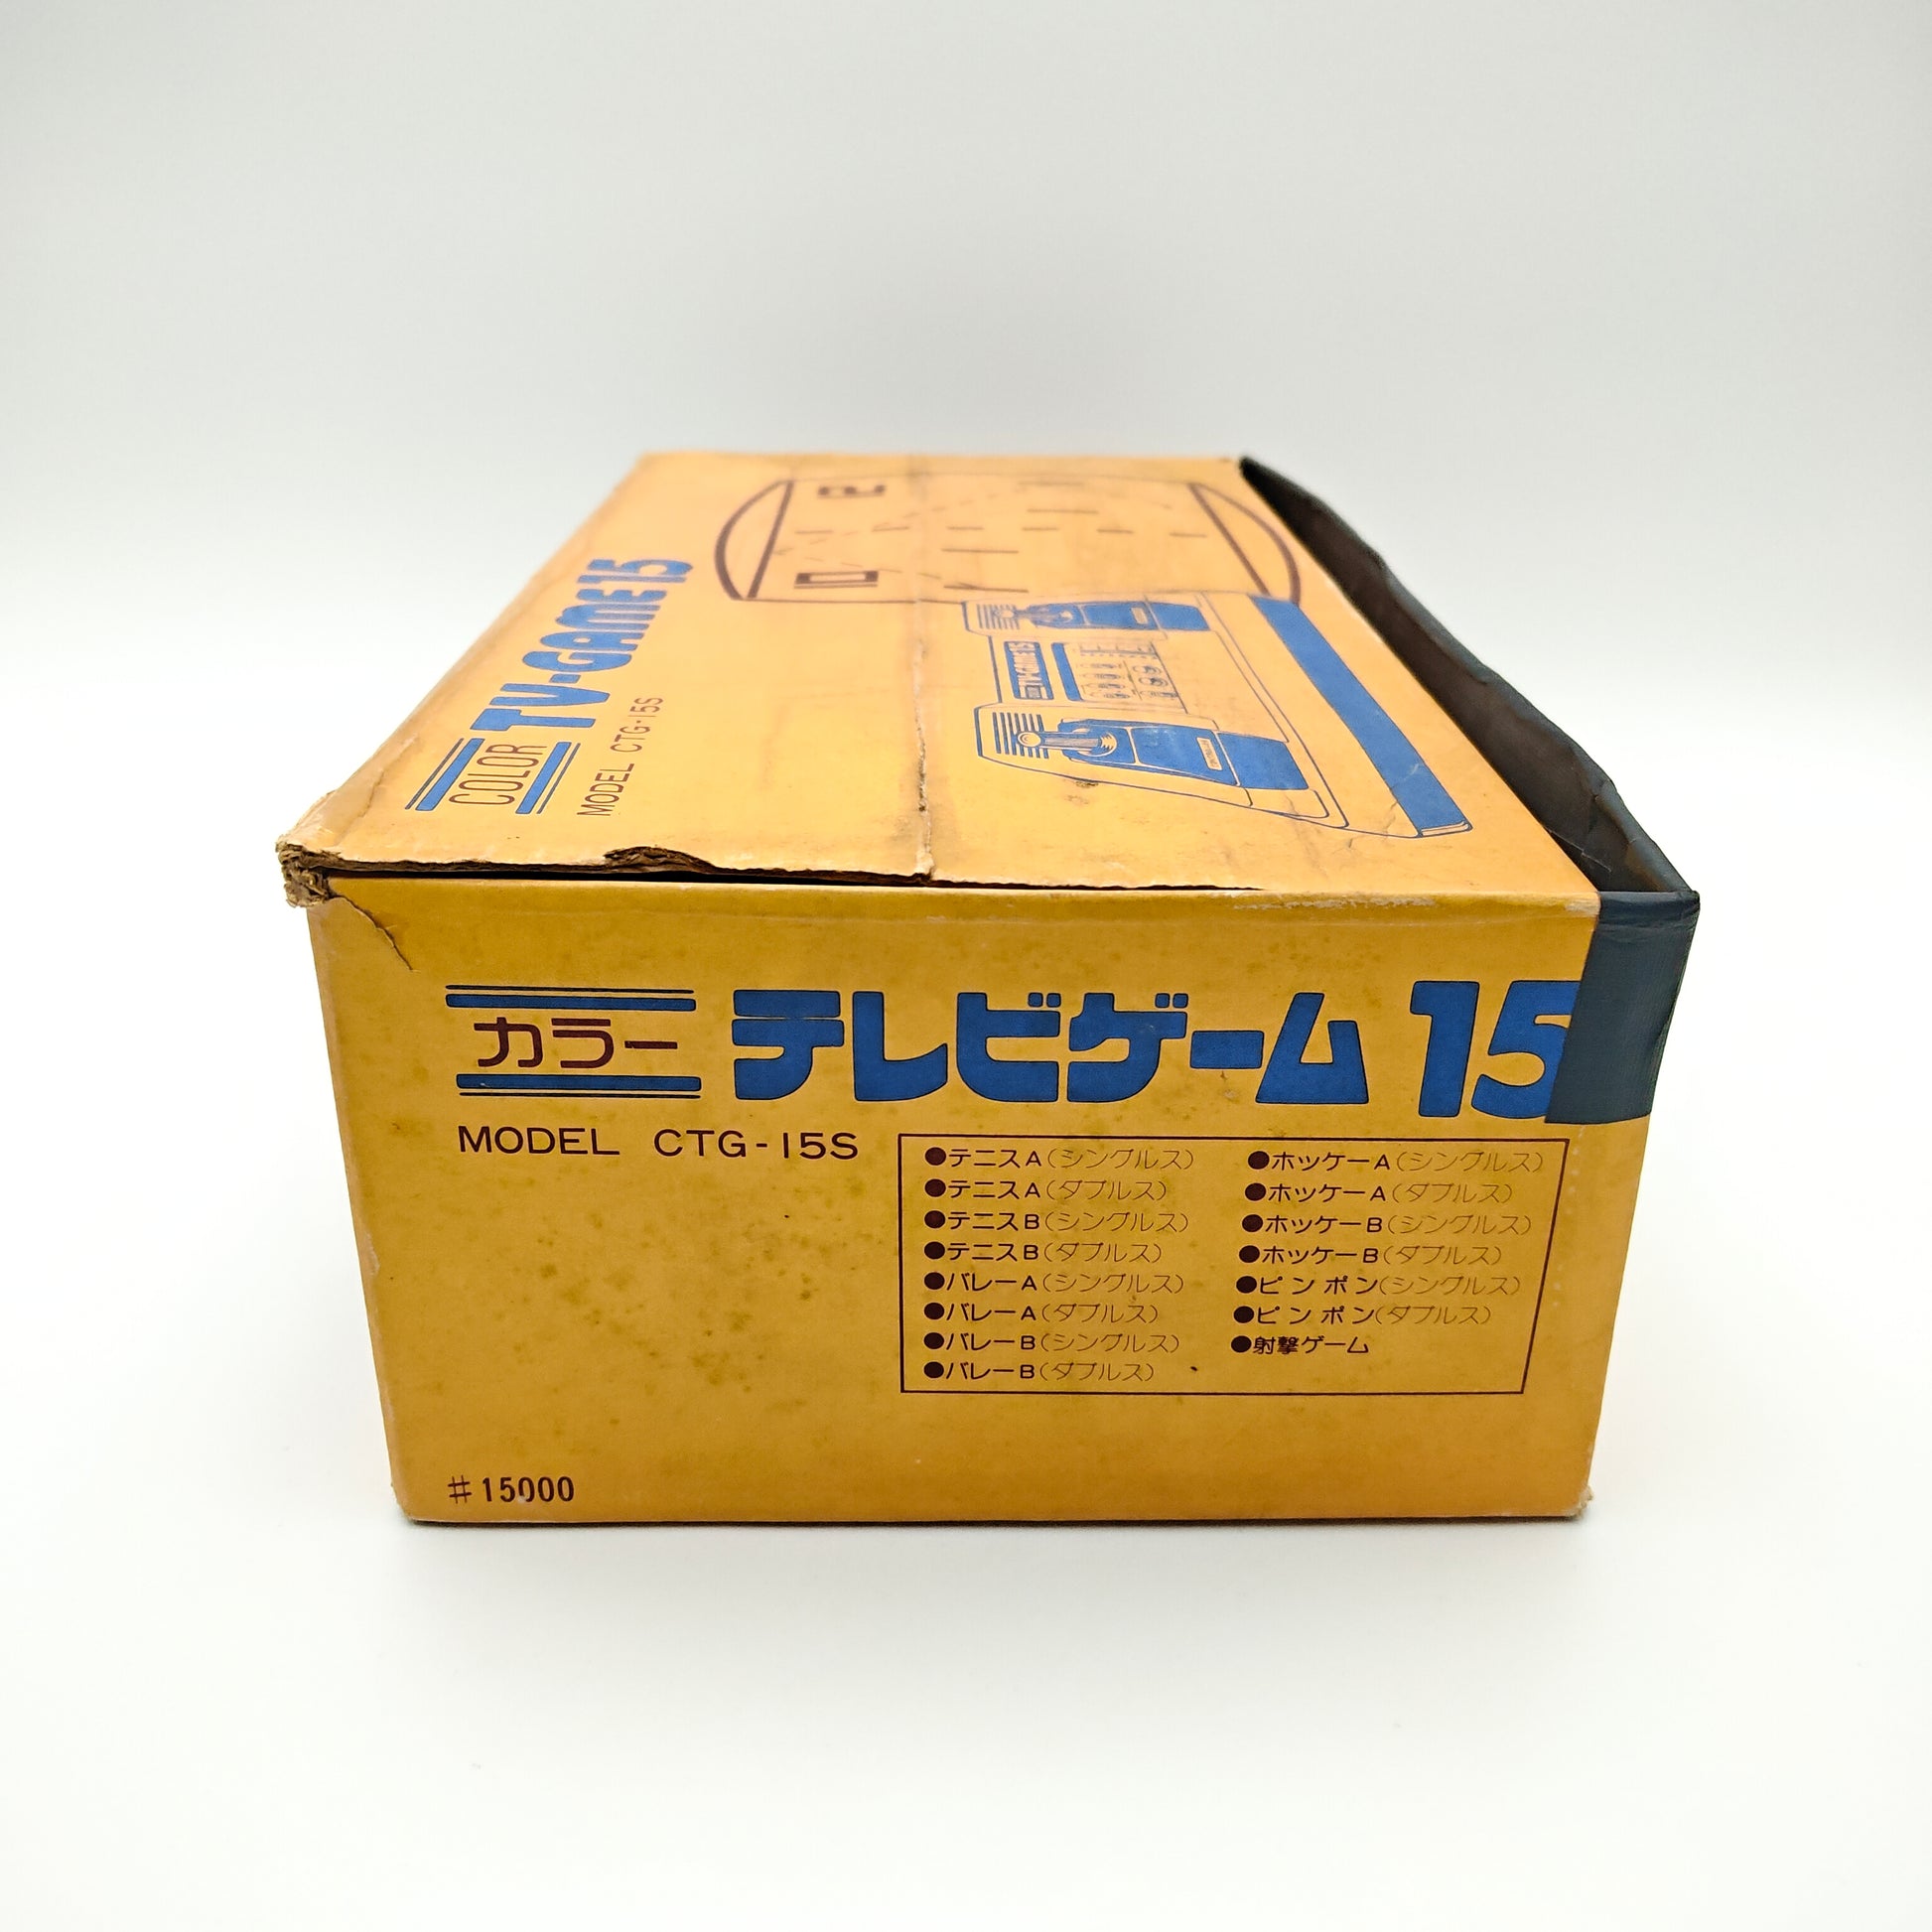 COLOR TV-GAME 15
MODEL CTG-15S
TV-GAME 15
カラー テレビゲーム 15
MODEL CTG-15S
●テニスA(シングルス)
●テニスA(ダブルス)
●テニスB(シングルス)
●テニスB(ダブルス)
●バレーA(シングルス)
●バレーA(ダブルス)
●バレーB(シングルス)
●バレーB(ダブルス)
●ホッケーA(シングルス)
●ホッケーA(ダブルス)
●ホッケーB(シングルス)
●ホッケーB(ダブルス)
●ピンポン(シングルス)
●ピンポン(ダブルス)
●射撃ゲーム
#15000